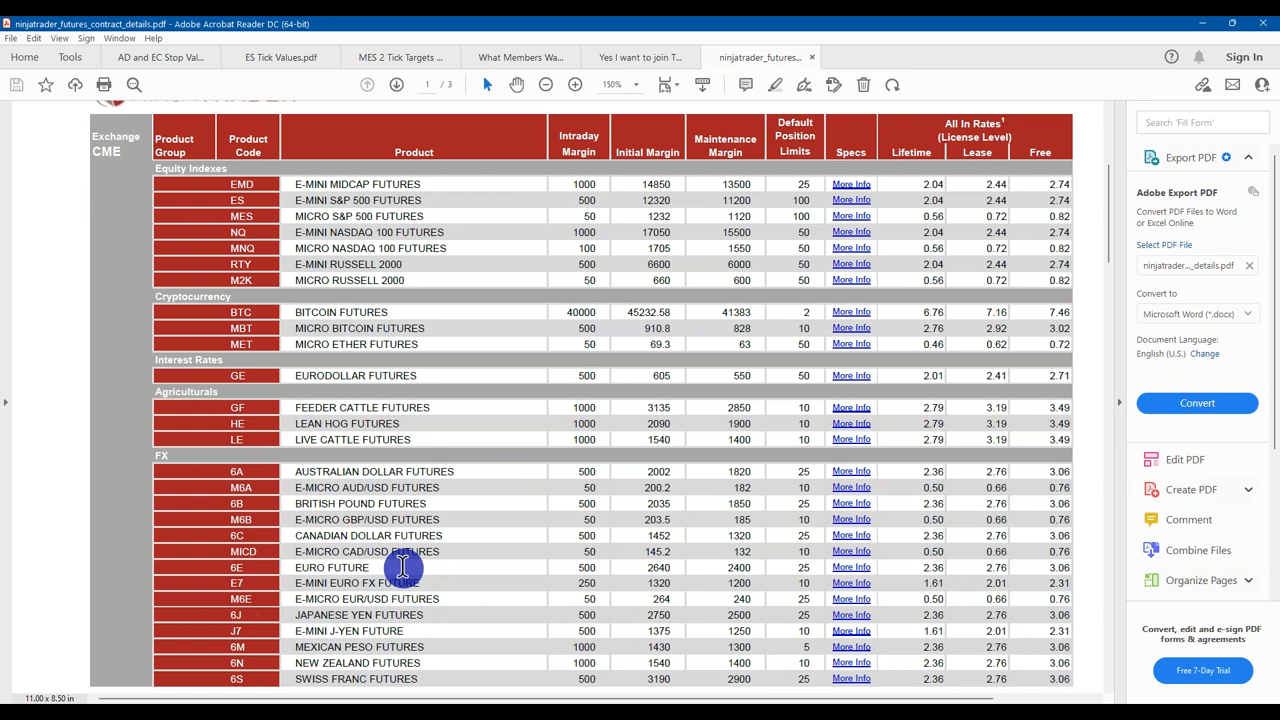 ninjatrader_futures_contract_details.pdf - Adobe Acrobat Reader DC (64-bit)
File Edit View Sign Window Help
Home Tools AD and EC Stop Val... ES Tick Values.pdf MES 2 Tick Targets ... What Members Wa... Yes I want to join T... ninjatrader_futures... × Sign In
1 / 3 150%
Exchange CME Product Group Product Code Product Intraday Margin Initial Margin Maintenance Margin Default Position Limits Specs All In Rates1 (License Level) Lifetime Lease Free
Equity Indexes
EMD E-MINI MIDCAP FUTURES 1000 14850 13500 25 More Info 2.04 2.44 2.74
ES E-MINI S&P 500 FUTURES 500 12320 11200 100 More Info 2.04 2.44 2.74
MES MICRO S&P 500 FUTURES 50 1232 1120 100 More Info 0.56 0.72 0.82
NQ E-MINI NASDAQ 100 FUTURES 1000 17050 15500 50 More Info 2.04 2.44 2.74
MNQ MICRO NASDAQ 100 FUTURES 100 1705 1550 50 More Info 0.56 0.72 0.82
RTY E-MINI RUSSELL 2000 500 6600 6000 50 More Info 2.04 2.44 2.74
M2K MICRO RUSSELL 2000 50 660 600 50 More Info 0.56 0.72 0.82
Cryptocurrency
BTC BITCOIN FUTURES 40000 45232.58 41383 2 More Info 6.76 7.16 7.46
MBT MICRO BITCOIN FUTURES 500 910.8 828 10 More Info 2.76 2.92 3.02
MET MICRO ETHER FUTURES 50 69.3 63 50 More Info 0.46 0.62 0.72
Interest Rates
GE EURODOLLAR FUTURES 500 605 550 50 More Info 2.01 2.41 2.71
Agriculturals
GF FEEDER CATTLE FUTURES 1000 3135 2850 10 More Info 2.79 3.19 3.49
HE LEAN HOG FUTURES 1000 2090 1900 10 More Info 2.79 3.19 3.49
LE LIVE CATTLE FUTURES 1000 1540 1400 10 More Info 2.79 3.19 3.49
FX
6A AUSTRALIAN DOLLAR FUTURES 500 2002 1820 25 More Info 2.36 2.76 3.06
M6A E-MICRO AUD/USD FUTURES 50 200.2 182 10 More Info 0.50 0.66 0.76
6B BRITISH POUND FUTURES 500 2035 1850 25 More Info 2.36 2.76 3.06
M6B E-MICRO GBP/USD FUTURES 50 203.5 185 10 More Info 0.50 0.66 0.76
6C CANADIAN DOLLAR FUTURES 500 1452 1320 25 More Info 2.36 2.76 3.06
MICD E-MICRO CAD/USD FUTURES 50 145.2 132 10 More Info 0.50 0.66 0.76
6E EURO FUTURE 500 2640 2400 25 More Info 2.36 2.76 3.06
E7 E-MINI EURO FX FUTURE 250 1320 1200 10 More Info 1.61 2.01 2.31
M6E E-MICRO EUR/USD FUTURES 50 264 240 25 More Info 0.50 0.66 0.76
6J JAPANESE YEN FUTURES 500 2750 2500 25 More Info 2.36 2.76 3.06
J7 E-MINI J-YEN FUTURE 500 1375 1250 10 More Info 1.61 2.01 2.31
6M MEXICAN PESO FUTURES 1000 1430 1300 5 More Info 2.36 2.76 3.06
6N NEW ZEALAND FUTURES 1000 1540 1400 10 More Info 2.36 2.76 3.06
6S SWISS FRANC FUTURES 500 3190 2900 25 More Info 2.36 2.76 3.06
11.00 x 8.50 in
Search 'Fill Form'
Export PDF
Adobe Export PDF
Convert PDF Files to Word
or Excel Online
Select PDF File
ninjatrader..._details.pdf
Convert to
Microsoft Word (*.docx)
Document Language:
English (U.S.) Change
Convert
Edit PDF
Create PDF
Comment
Combine Files
Organize Pages
Convert, edit and e-sign PDF
forms & agreements
Free 7-Day Trial